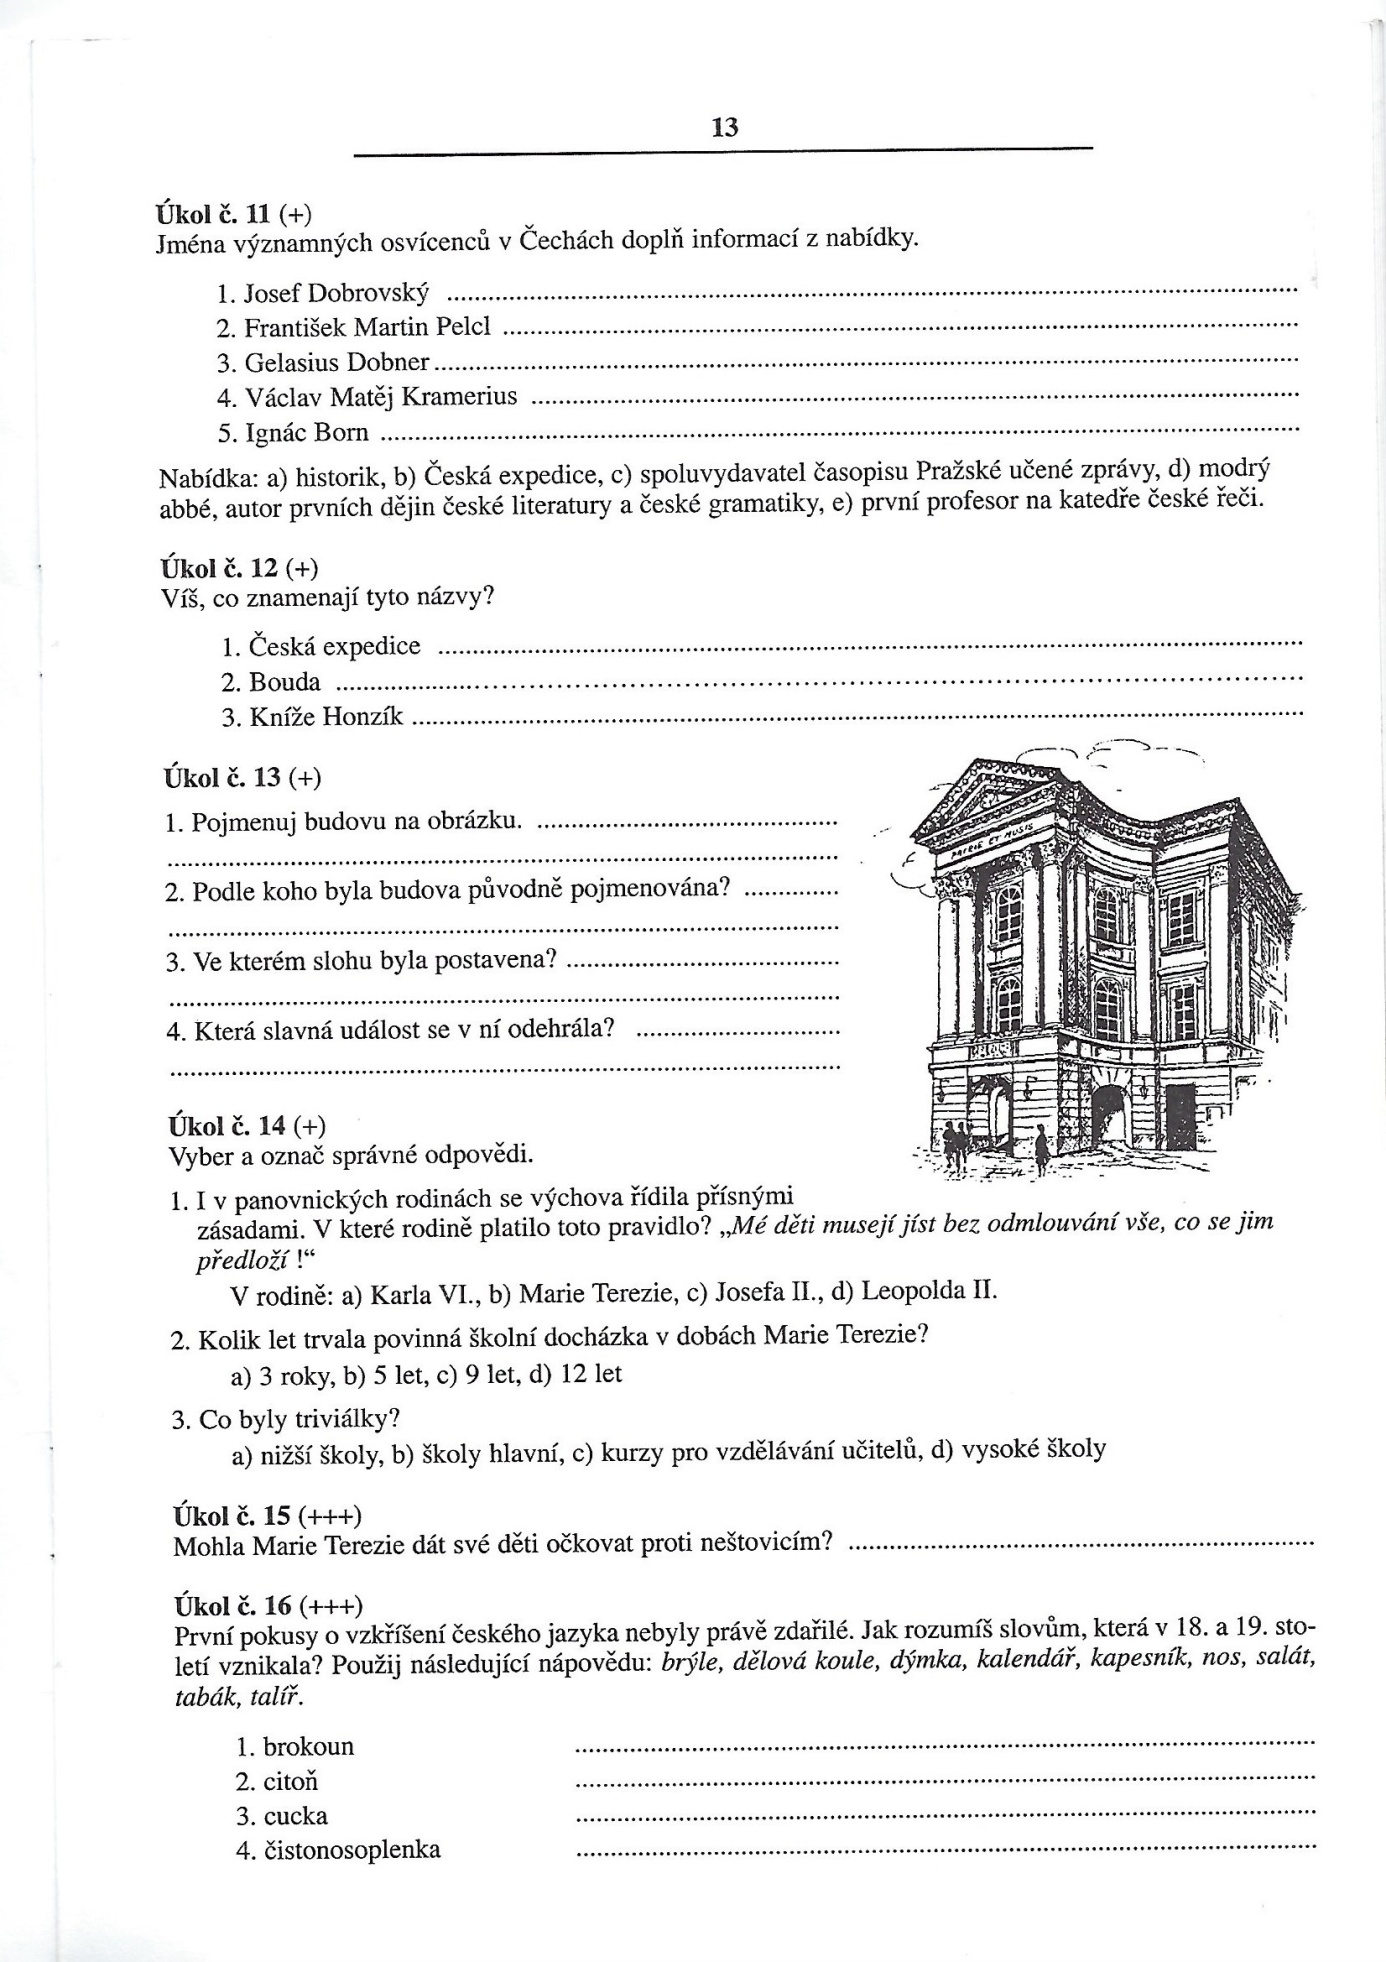 13
Úkol č. 11 (+)
Jména významných osvícenců v Čechách doplň informací z nabídky.
1. Josef Dobrovský ........................
2. František Martin Pelcl ........................
3. Gelasius Dobner ........................
4. Václav Matěj Kramerius ........................
5. Ignác Born ........................
Nabídka: a) historik, b) Česká expedice, c) spoluvydavatel časopisu Pražské učené zprávy, d) modrý
abbé, autor prvních dějin české literatury a české gramatiky, e) první profesor na katedře české řeči.
Úkol č. 12 (+)
Víš, co znamenají tyto názvy?
1. Česká expedice ........................
2. Bouda ........................
3. Kníže Honzík ........................
Úkol č. 13 (+)
1. Pojmenuj budovu na obrázku. ........................
........................
2. Podle koho byla budova původně pojmenována? ..............
........................
3. Ve kterém slohu byla postavena? ........................
........................
4. Která slavná událost se v ní odehrála? ........................
........................
PATRIE ET MUSIS
Úkol č. 14 (+)
Vyber a označ správné odpovědi.
1. I v panovnických rodinách se výchova řídila přísnými
zásadami. V které rodině platilo toto pravidlo? „Mé děti musejí jíst bez odmlouvání vše, co se jim
předloží !“
V rodině: a) Karla VI., b) Marie Terezie, c) Josefa II., d) Leopolda II.
2. Kolik let trvala povinná školní docházka v dobách Marie Terezie?
a) 3 roky, b) 5 let, c) 9 let, d) 12 let
3. Co byly triviálky?
a) nižší školy, b) školy hlavní, c) kurzy pro vzdělávání učitelů, d) vysoké školy
Úkol č. 15 (+++)
Mohla Marie Terezie dát své děti očkovat proti neštovicím? ........................
Úkol č. 16 (+++)
První pokusy o vzkříšení českého jazyka nebyly právě zdařilé. Jak rozumíš slovům, která v 18. a 19. sto-
letí vznikala? Použij následující nápovědu: brýle, dělová koule, dýmka, kalendář, kapesník, nos, salát,
tabák, talíř.
1. brokoun ........................
2. citoň ........................
3. cucka ........................
4. čistonosoplenka ........................